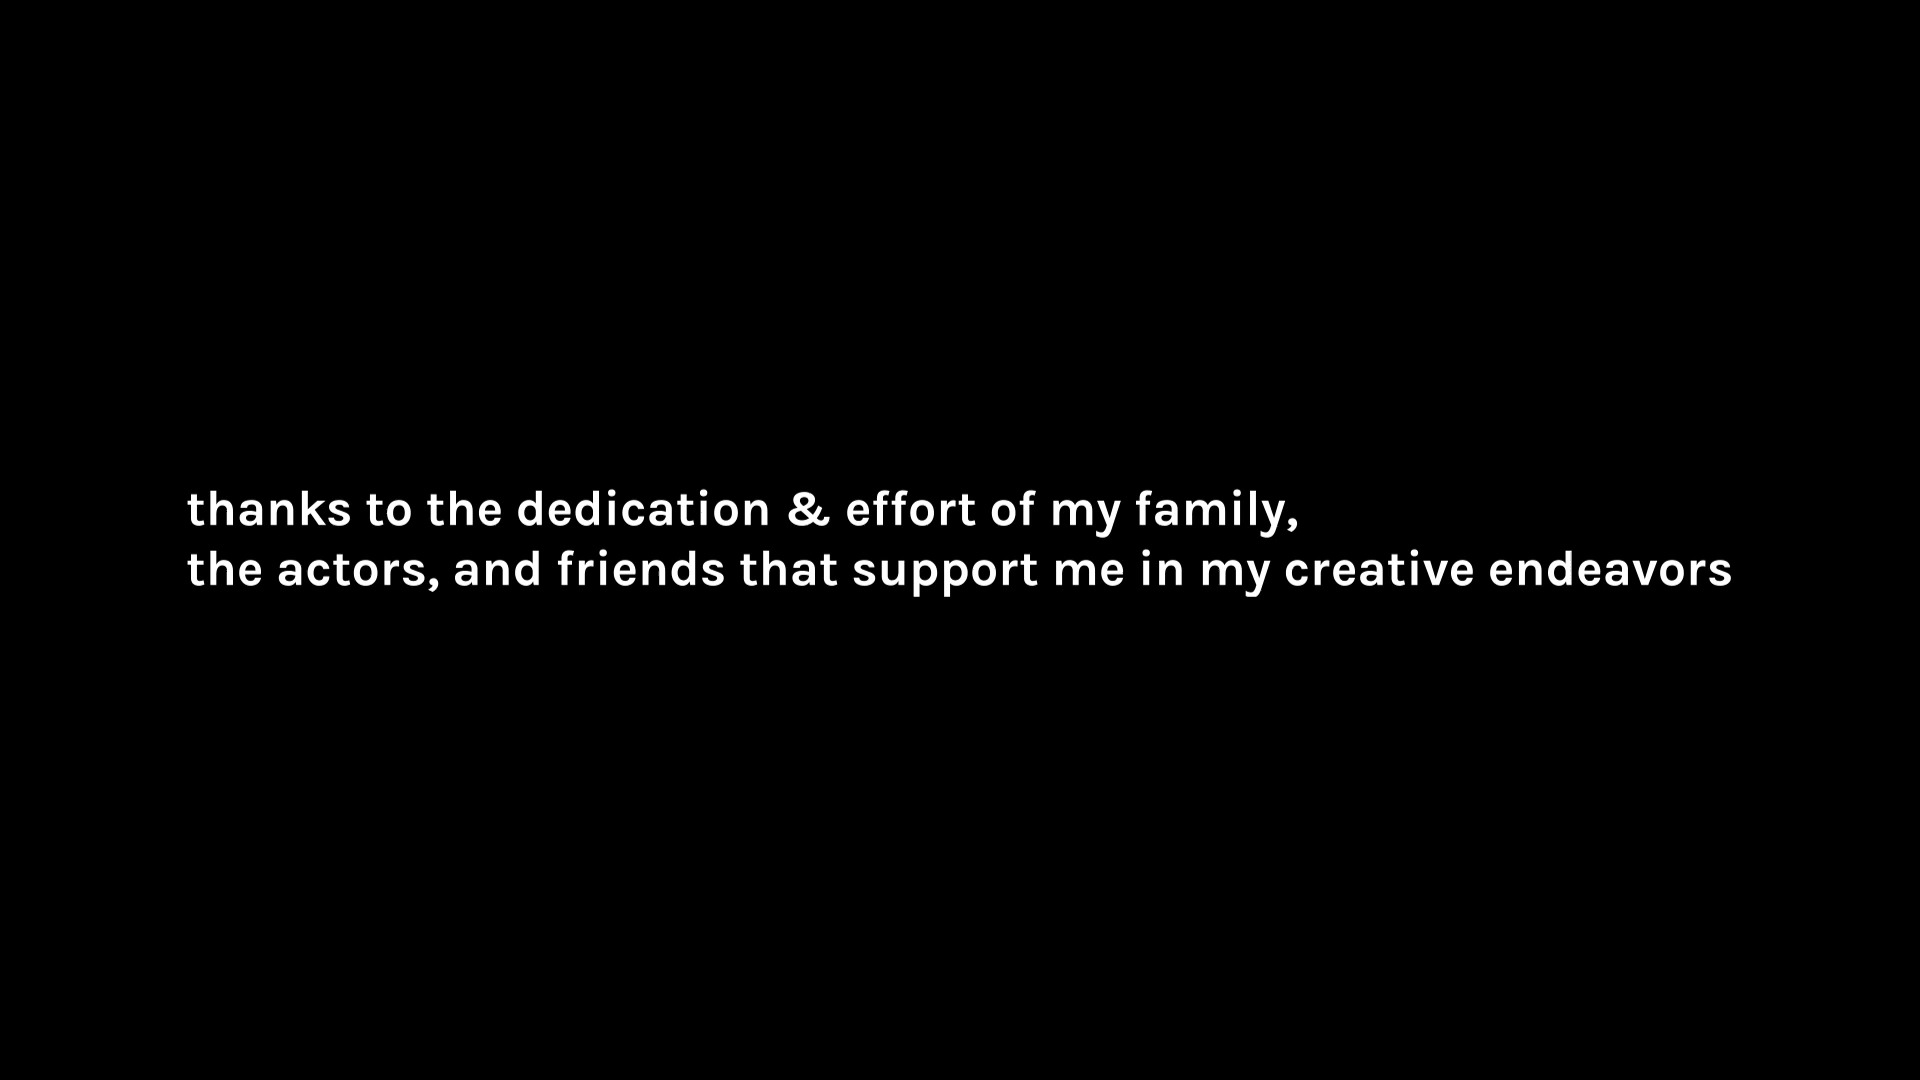 thanks to the dedication & effort of my family,
the actors, and friends that support me in my creative endeavors